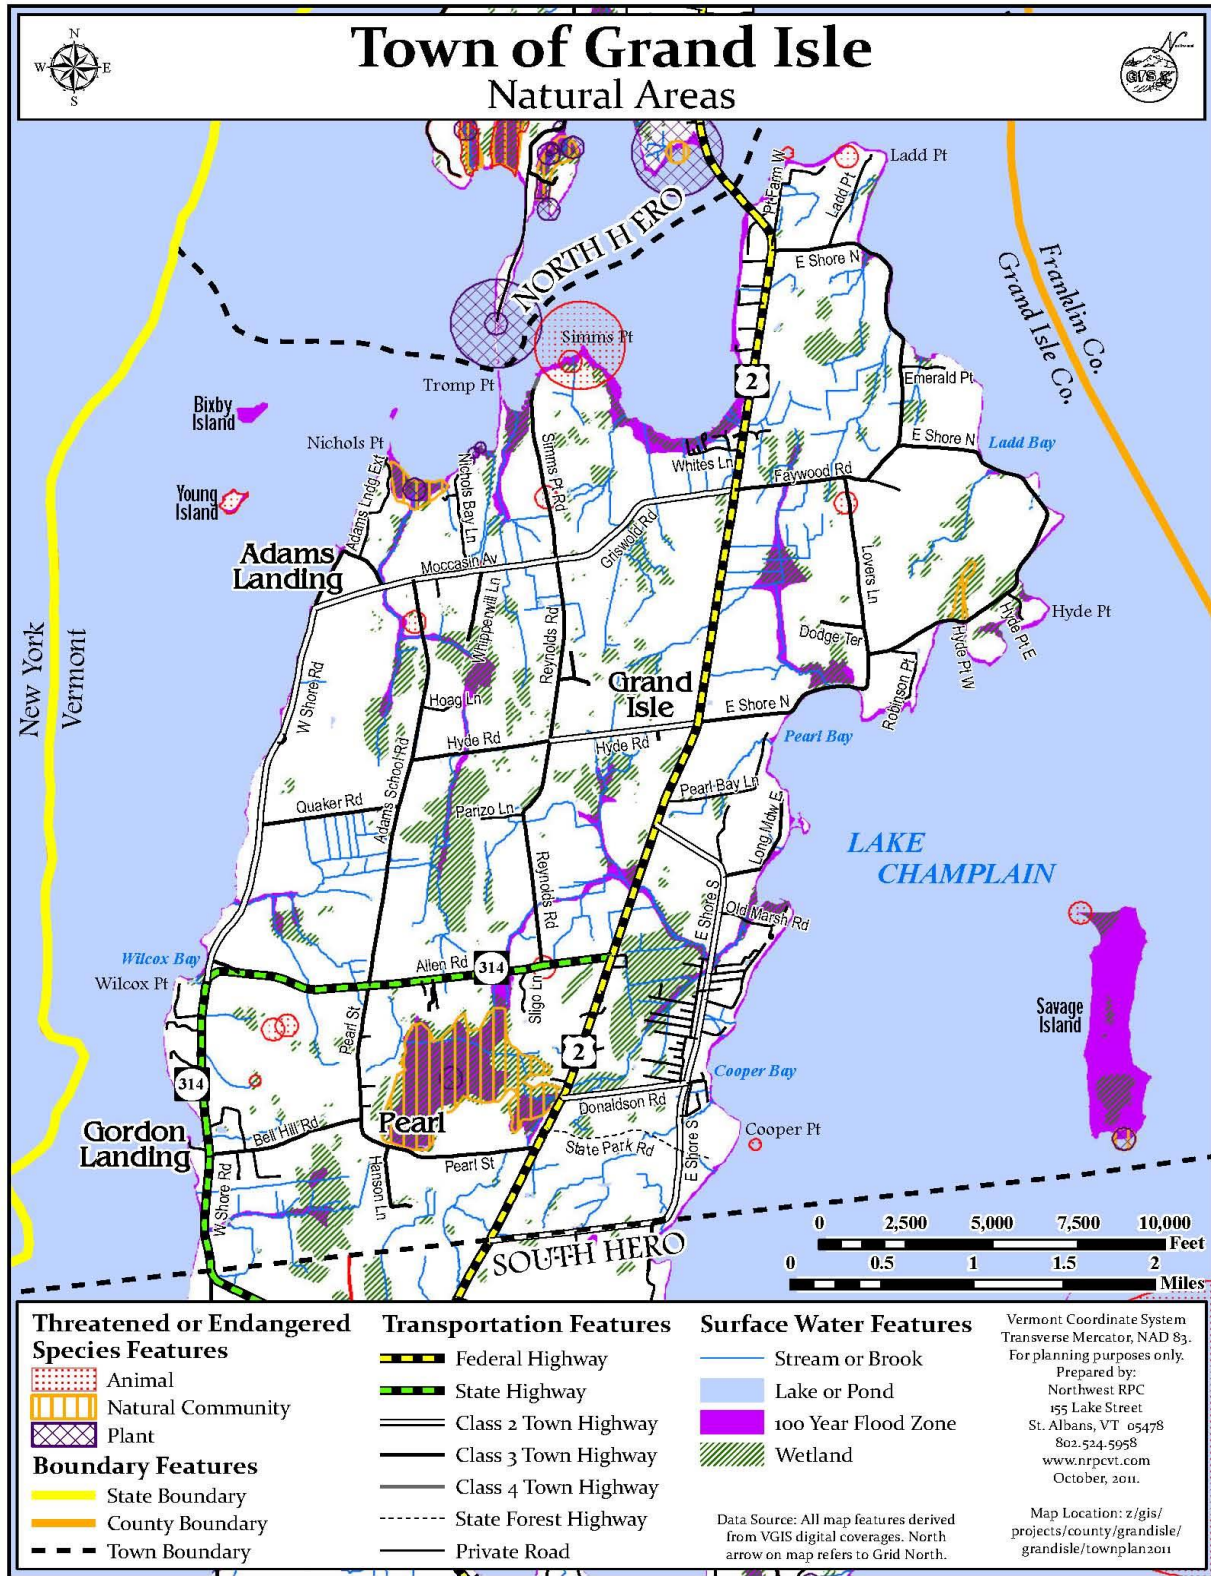 Town of Grand Isle
Natural Areas
N
W E
S
Northwest
GIS
Ladd Pt
Pt Farm W
Ladd Pt
NORTH HERO
E Shore N
Franklin Co.
Grand Isle Co.
Simms Pt
Tromp Pt
2
Emerald Pt
Bixby
Island
Nichols Pt
E Shore N
Ladd Bay
Whites Ln
Faywood Rd
Simms Pt Rd
Nichols Bay Ln
Adams Lndg Ext
Young
Island
Griswold Rd
Adams
Landing
Moccasin Av
Lovers Ln
Whipperwill Ln
Reynolds Rd
Hyde Pt
Hyde Pt E
Hyde Pt W
Dodge Ter
New York
Vermont
W Shore Rd
Robinson Pt
Grand
Isle
Hoag Ln
E Shore N
Hyde Rd
Hyde Rd
Pearl Bay
Adams School Rd
Pearl Bay Ln
Quaker Rd
Parizo Ln
Long Mdw E
LAKE
CHAMPLAIN
Reynolds Rd
E Shore S
Old Marsh Rd
Wilcox Bay
Allen Rd
314
Wilcox Pt
Sligo Ln
Savage
Island
Pearl St
2
314
Cooper Bay
Donaldson Rd
Gordon
Landing
Bell Hill Rd
Pearl
Cooper Pt
State Park Rd
E Shore S
Pearl St
Hanson Ln
W Shore Rd
SOUTH HERO
0 2,500 5,000 7,500 10,000
Feet
0 0.5 1 1.5 2
Miles
Threatened or Endangered
Species Features
Animal
Natural Community
Plant
Boundary Features
State Boundary
County Boundary
Town Boundary
Transportation Features
Federal Highway
State Highway
Class 2 Town Highway
Class 3 Town Highway
Class 4 Town Highway
State Forest Highway
Private Road
Surface Water Features
Stream or Brook
Lake or Pond
100 Year Flood Zone
Wetland
Data Source: All map features derived
from VGIS digital coverages. North
arrow on map refers to Grid North.
Vermont Coordinate System
Transverse Mercator, NAD 83.
For planning purposes only.
Prepared by:
Northwest RPC
155 Lake Street
St. Albans, VT 05478
802.524.5958
www.nrpcvt.com
October, 2011.
Map Location: z/gis/
projects/county/grandisle/
grandisle/townplan2011